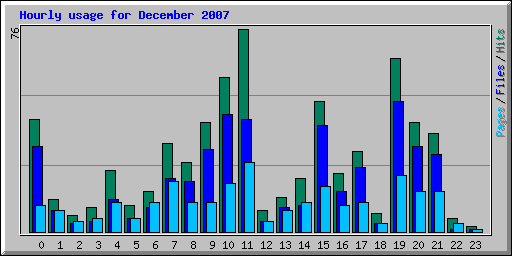 Hourly usage for December 2007
76
Pages/Files/Hits
0 1 2 3 4 5 6 7 8 9 10 11 12 13 14 15 16 17 18 19 20 21 22 23